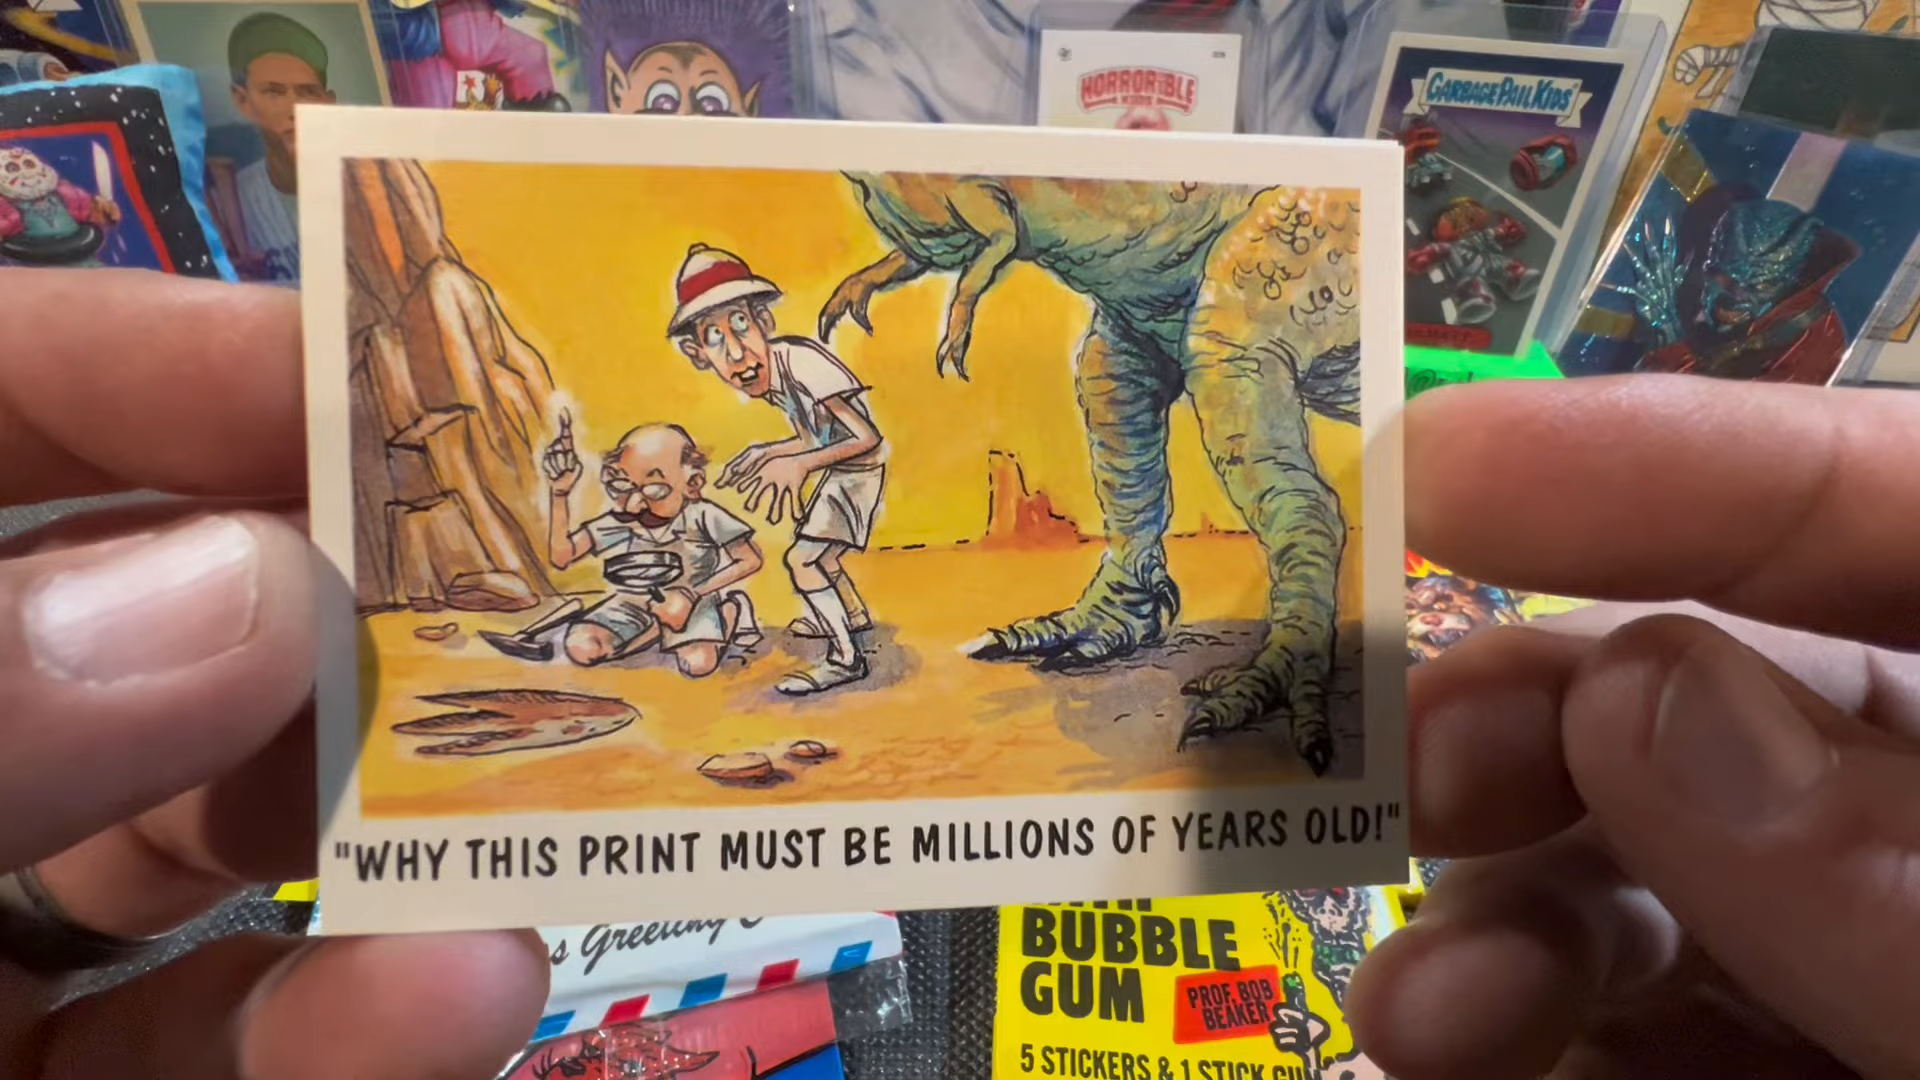 HORRORIBLE
KIDS
GARBAGE PAIL KIDS
"WHY THIS PRINT MUST BE MILLIONS OF YEARS OLD!"
s Greeting
BUBBLE
GUM
PROF. BOB
BEAKER
5 STICKERS & 1 STICK GUM